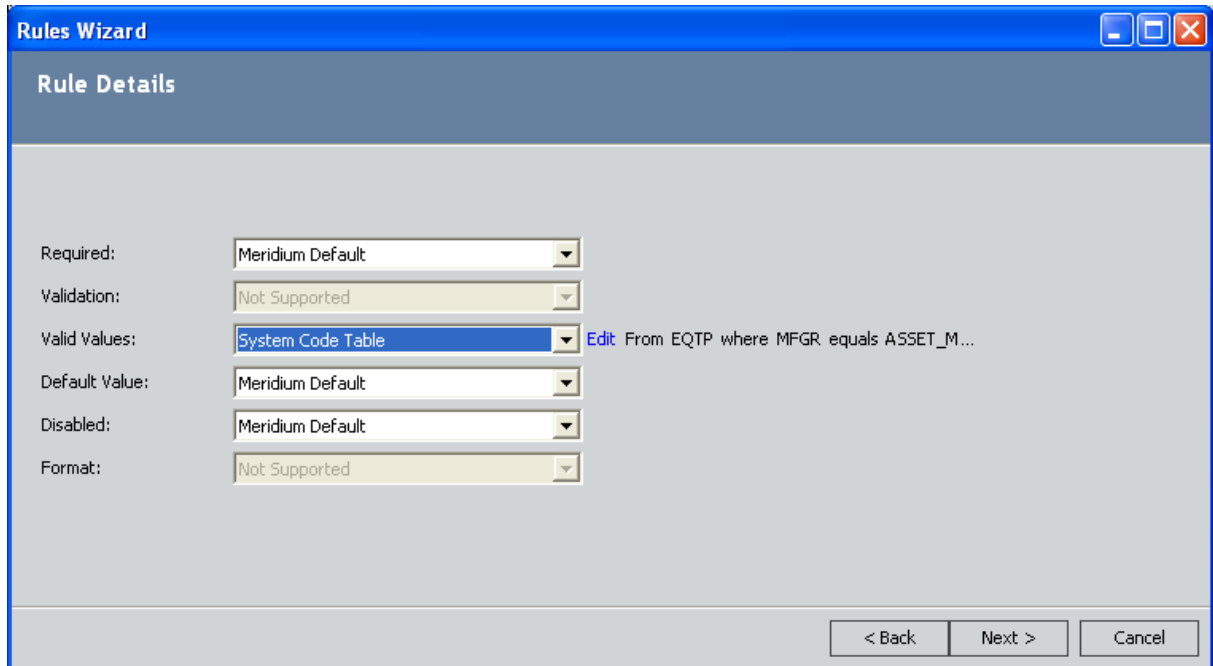 Rules Wizard
Rule Details
Required: Meridium Default
Validation: Not Supported
Valid Values: System Code Table Edit From EQTP where MFGR equals ASSET_M...
Default Value: Meridium Default
Disabled: Meridium Default
Format: Not Supported
< Back Next > Cancel